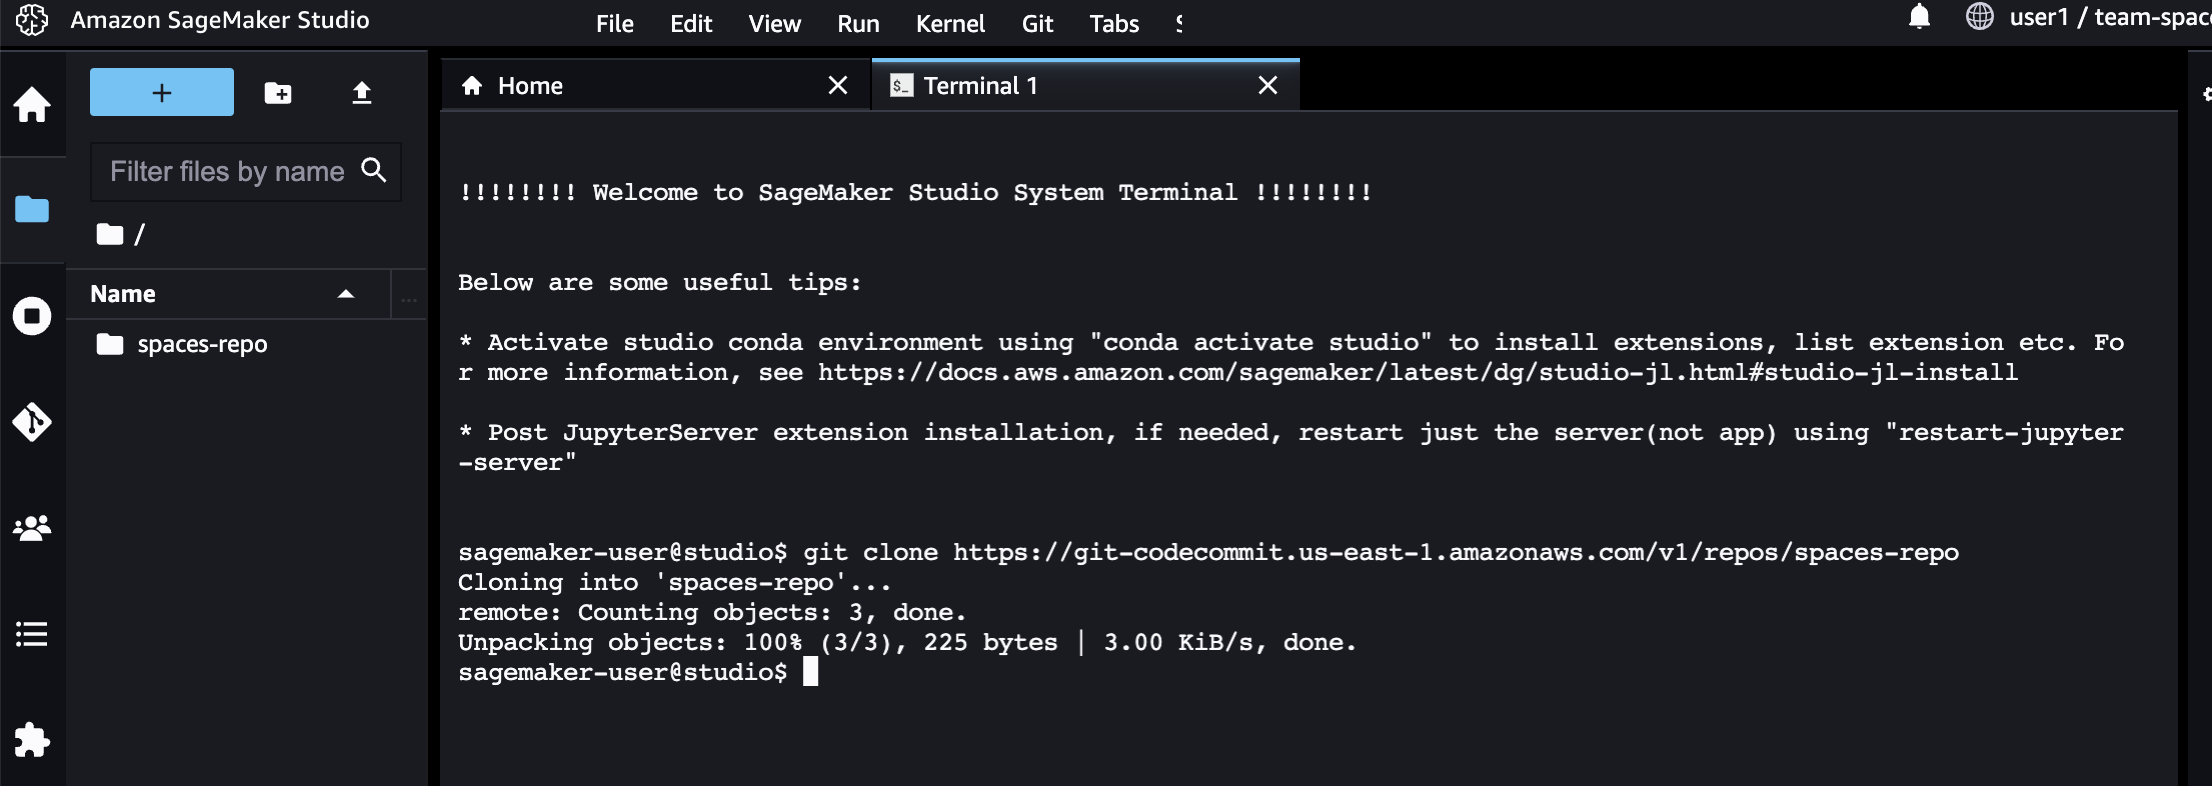 Amazon SageMaker Studio
File Edit View Run Kernel Git Tabs
user1 / team-spac
+
Home
$_ Terminal 1
Filter files by name
/
Name
...
spaces-repo
!!!!!!!! Welcome to SageMaker Studio System Terminal !!!!!!!!
Below are some useful tips:
* Activate studio conda environment using "conda activate studio" to install extensions, list extension etc. Fo
r more information, see https://docs.aws.amazon.com/sagemaker/latest/dg/studio-jl.html#studio-jl-install
* Post JupyterServer extension installation, if needed, restart just the server(not app) using "restart-jupyter
-server"
sagemaker-user@studio$ git clone https://git-codecommit.us-east-1.amazonaws.com/v1/repos/spaces-repo
Cloning into 'spaces-repo'...
remote: Counting objects: 3, done.
Unpacking objects: 100% (3/3), 225 bytes | 3.00 KiB/s, done.
sagemaker-user@studio$